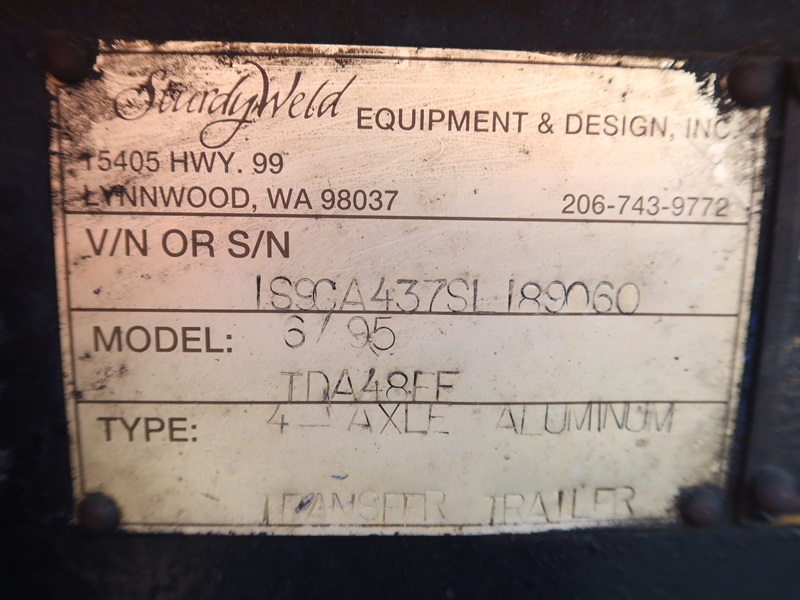 SturdyWeld EQUIPMENT & DESIGN, INC.
15405 HWY. 99
LYNNWOOD, WA 98037 206-743-9772
V/N OR S/N
1S9CA437SL189060
MODEL: 6/95
TDA48FF
TYPE: 4-AXLE ALUMINUM
TRANSFER TRAILER